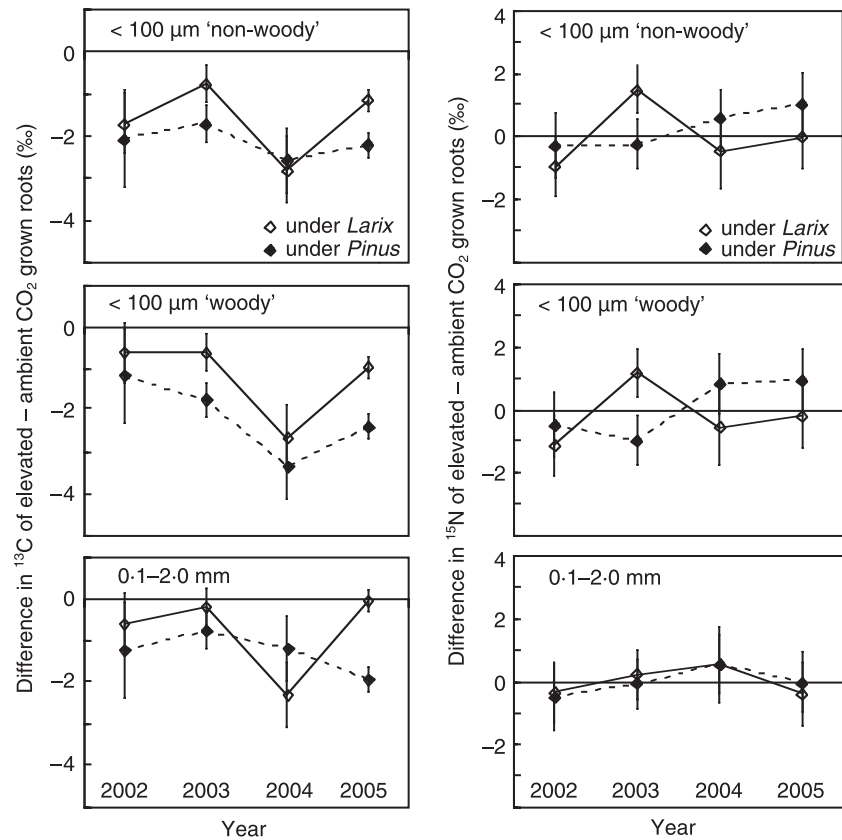 Difference in ¹³C of elevated – ambient CO₂ grown roots (‰)
< 100 µm ‘non-woody’
0
−2
−4
under Larix
under Pinus
< 100 µm ‘woody’
0
−2
−4
0·1–2·0 mm
0
−2
−4
2002 2003 2004 2005
Year
Difference in ¹⁵N of elevated – ambient CO₂ grown roots (‰)
< 100 µm ‘non-woody’
4
2
0
−2
under Larix
under Pinus
4
< 100 µm ‘woody’
2
0
−2
4
0·1–2·0 mm
2
0
−2
2002 2003 2004 2005
Year